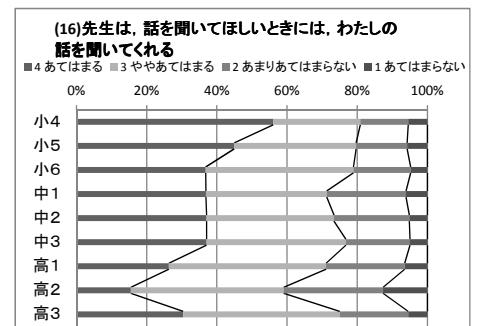 (16)先生は，話を聞いてほしいときには，わたしの
話を聞いてくれる
■4 あてはまる ■3 ややあてはまる ■2 あまりあてはまらない ■1 あてはまらない
0% 20% 40% 60% 80% 100%
小4
小5
小6
中1
中2
中3
高1
高2
高3